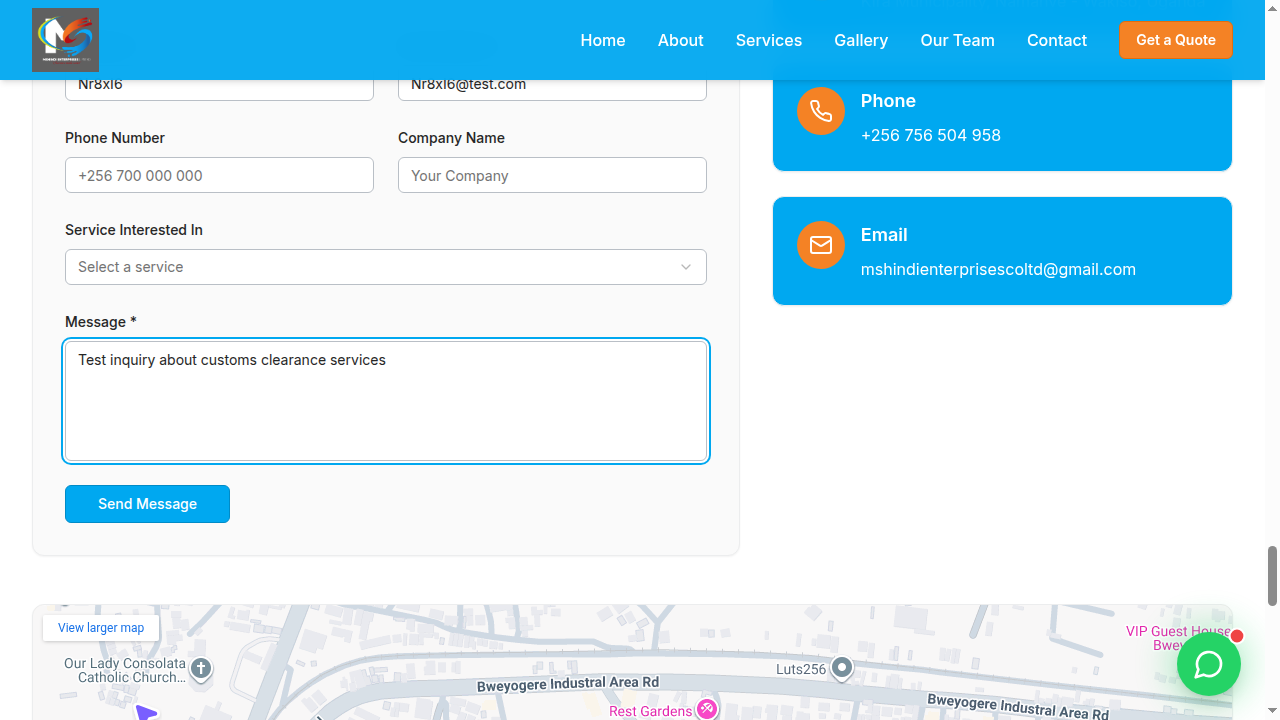 Home
About
Services
Gallery
Our Team
Contact
Get a Quote
Nr8xl6
Nr8xl6@test.com
Phone Number
Company Name
+256 700 000 000
Your Company
Service Interested In
Select a service
Message *
Test inquiry about customs clearance services
Send Message
Phone
+256 756 504 958
Email
mshindienterprisescoltd@gmail.com
View larger map
Our Lady Consolata
Catholic Church...
Bweyogere Industral Area Rd
Luts256
Rest Gardens
Bweyogere Industral Area Rd
VIP Guest House
Bwey